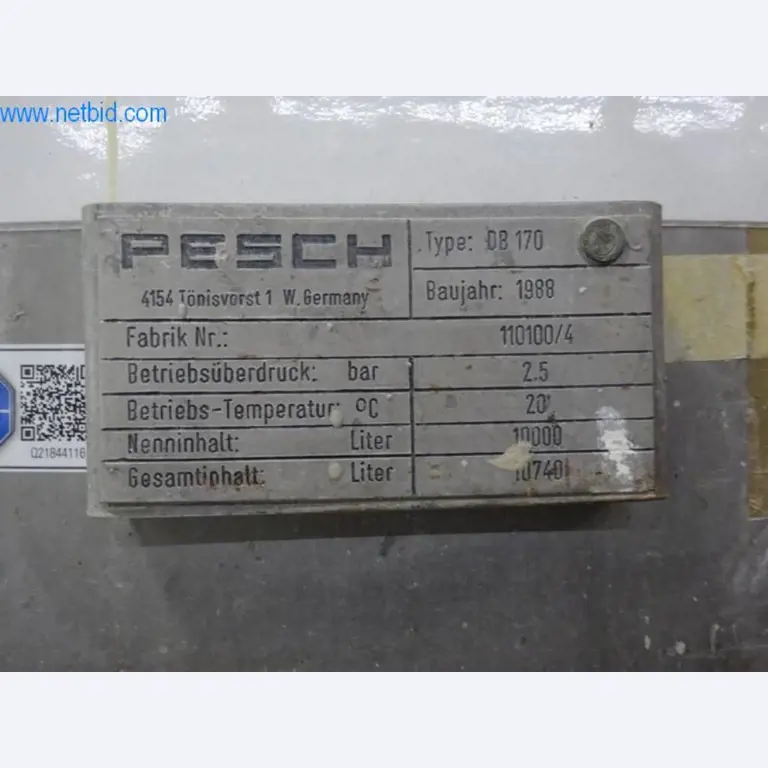 www.netbid.com
PESCH
4154 Tönisvorst 1 W. Germany
Type: DB 170
Baujahr: 1988
Fabrik Nr.: 110100/4
Betriebsüberdruck: bar 2.5
Betriebs-Temperatur: °C 20
Nenninhalt: Liter 10000
Gesamtinhalt: Liter 10740
Q21844116